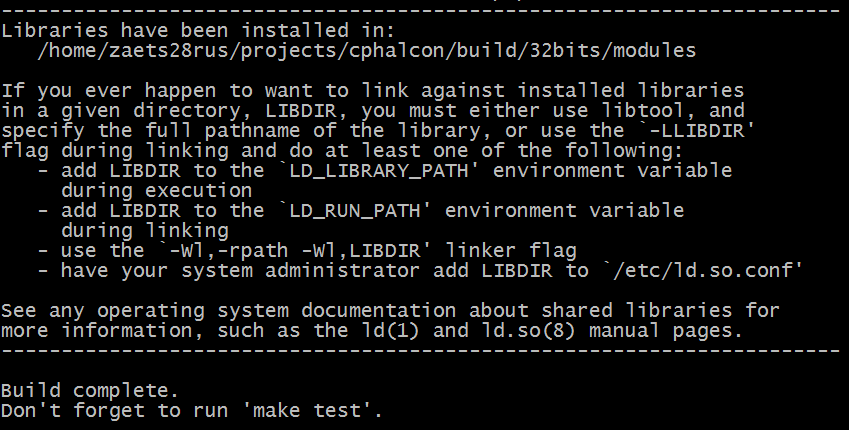 ----------------------------------------------------------------------
Libraries have been installed in:
   /home/zaets28rus/projects/cphalcon/build/32bits/modules

If you ever happen to want to link against installed libraries
in a given directory, LIBDIR, you must either use libtool, and
specify the full pathname of the library, or use the `-LLIBDIR'
flag during linking and do at least one of the following:
   - add LIBDIR to the `LD_LIBRARY_PATH' environment variable
     during execution
   - add LIBDIR to the `LD_RUN_PATH' environment variable
     during linking
   - use the `-Wl,-rpath -Wl,LIBDIR' linker flag
   - have your system administrator add LIBDIR to `/etc/ld.so.conf'

See any operating system documentation about shared libraries for
more information, such as the ld(1) and ld.so(8) manual pages.
----------------------------------------------------------------------

Build complete.
Don't forget to run 'make test'.